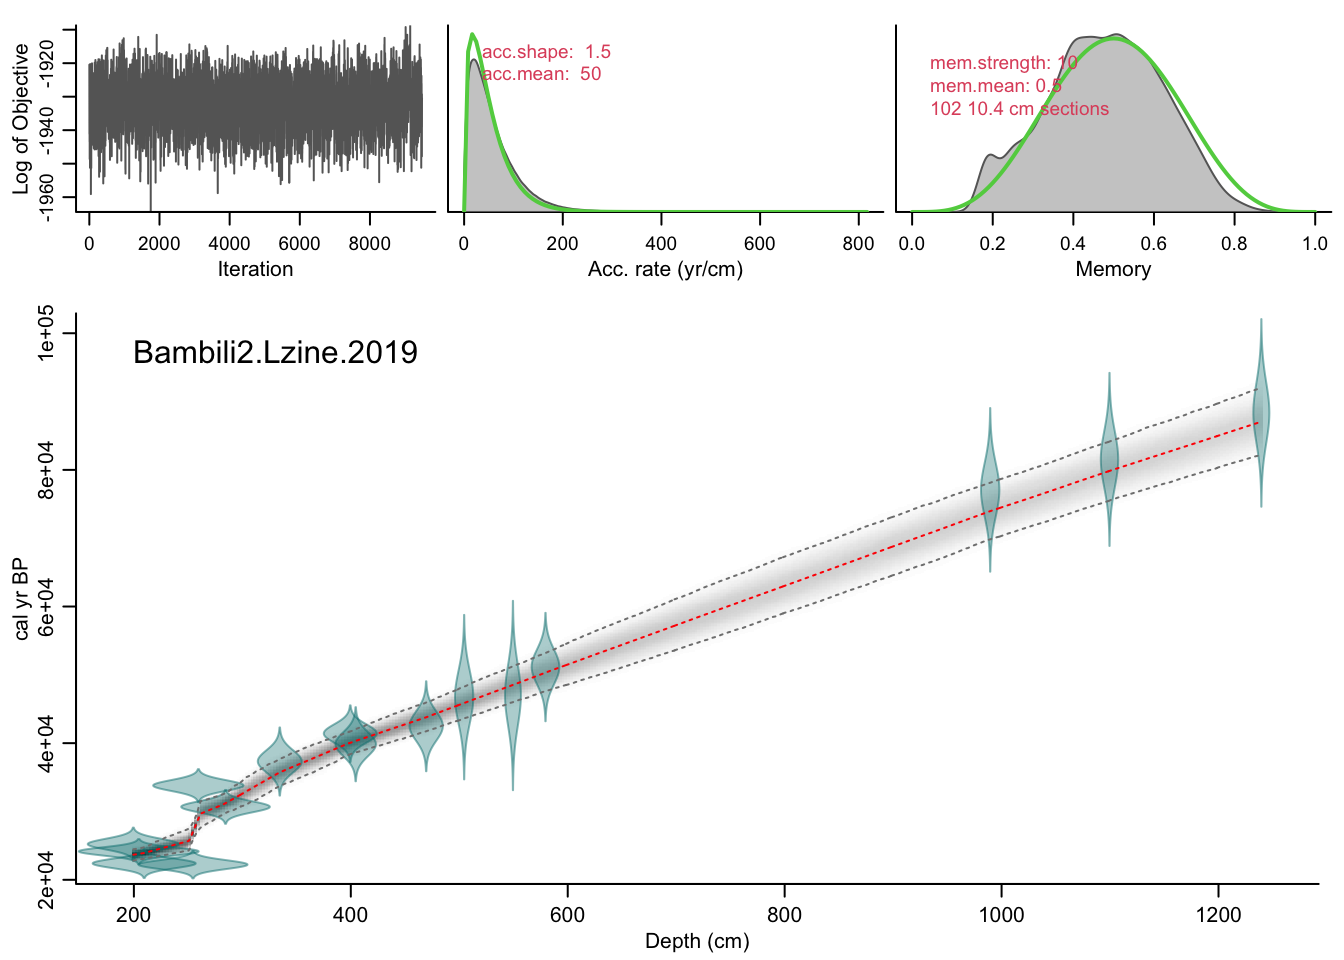 Log of Objective
-1960
-1940
-1920
0 2000 4000 6000 8000
Iteration
acc.shape: 1.5
acc.mean: 50
0 200 400 600 800
Acc. rate (yr/cm)
mem.strength: 10
mem.mean: 0.5
102 10.4 cm sections
0.0 0.2 0.4 0.6 0.8 1.0
Memory
Bambili2.Lzine.2019
cal yr BP
2e+04
4e+04
6e+04
8e+04
1e+05
200 400 600 800 1000 1200
Depth (cm)